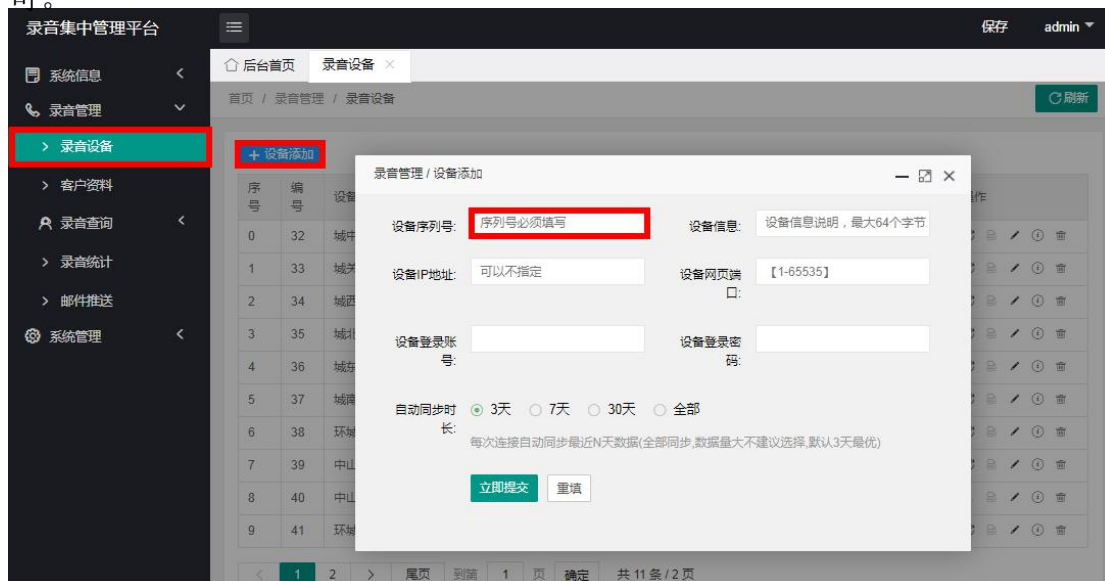 可。
录音集中管理平台
保存 admin
系统信息
后台首页 录音设备
录音管理
首页 / 录音管理 / 录音设备
刷新
录音设备
+ 设备添加
录音管理 / 设备添加
客户资料
序号 编号 设备
设备序列号: 序列号必须填写 设备信息: 设备信息说明，最大64个字节
录音查询
0 32 城中
录音统计
1 33 城关
设备IP地址: 可以不指定 设备网页端口: 【1-65535】
邮件推送
2 34 城西
系统管理
3 35 城北
设备登录账号: 设备登录密码:
4 36 城东
5 37 城南
自动同步时长: 3天 7天 30天 全部
6 38 环城
每次连接自动同步最近N天数据(全部同步,数据量大不建议选择,默认3天最优)
7 39 中山
立即提交 重填
8 40 中山
9 41 环城
1 2 尾页 到第 1 页 确定 共 11 条 / 2 页